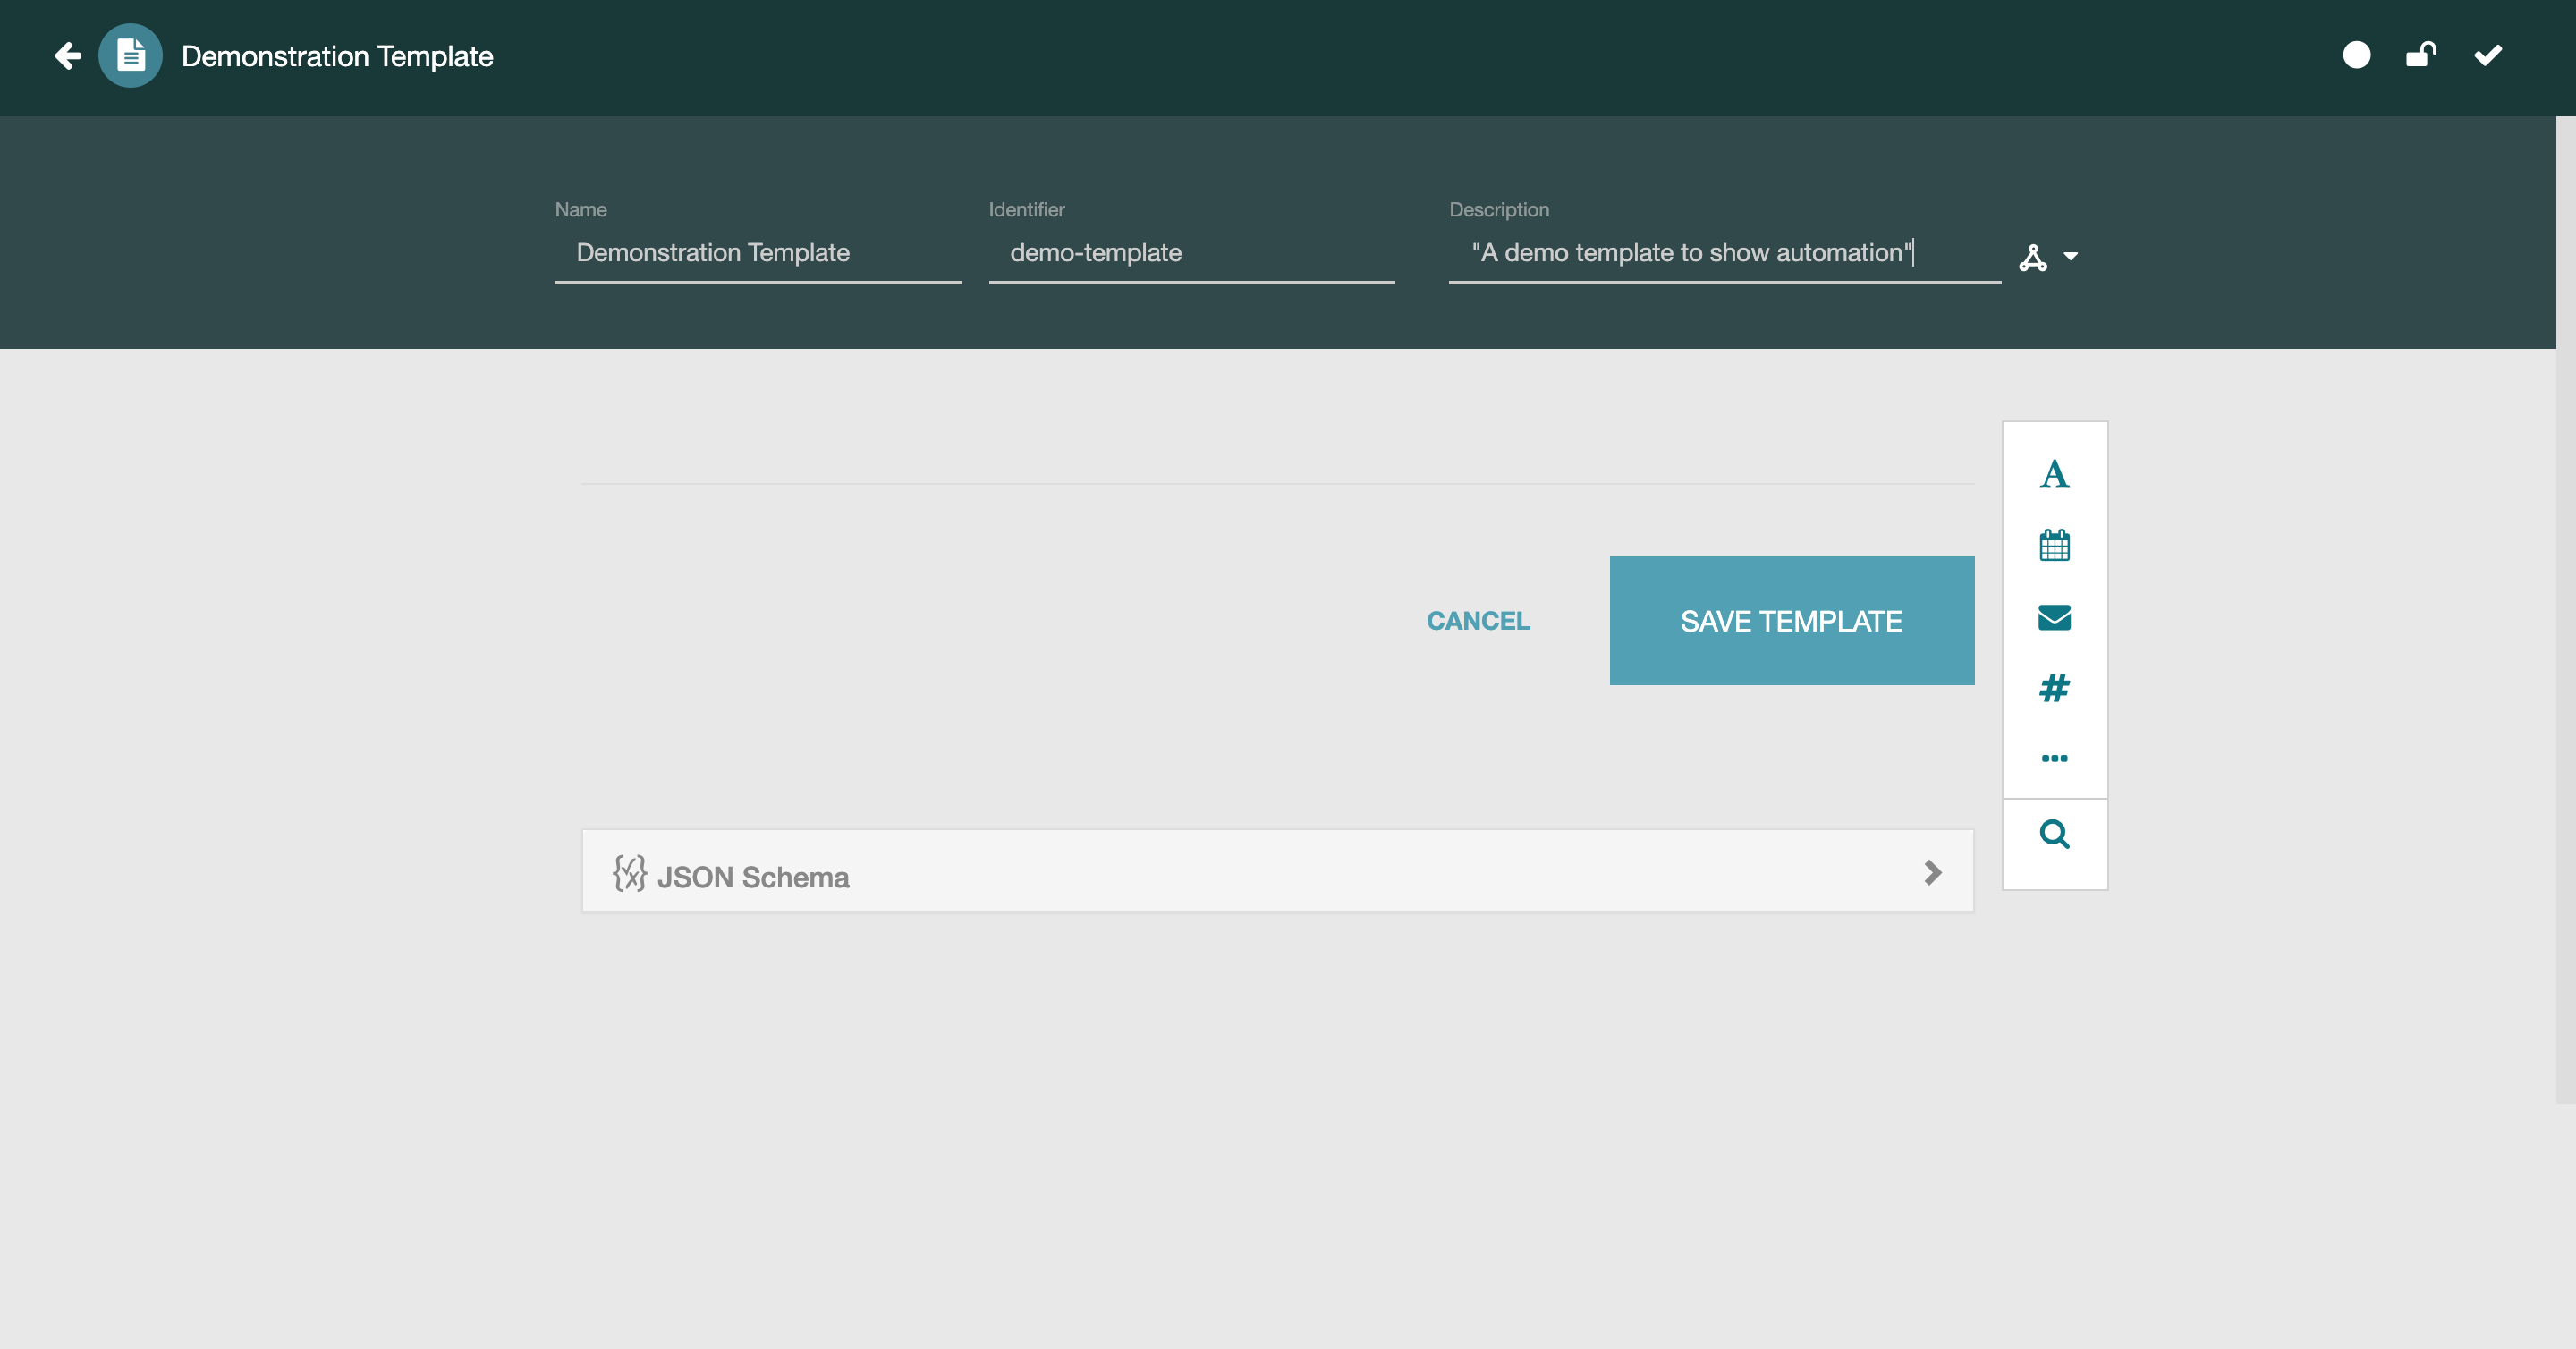 Demonstration Template
Name
Identifier
Description
Demonstration Template
demo-template
"A demo template to show automation"
CANCEL
SAVE TEMPLATE
JSON Schema